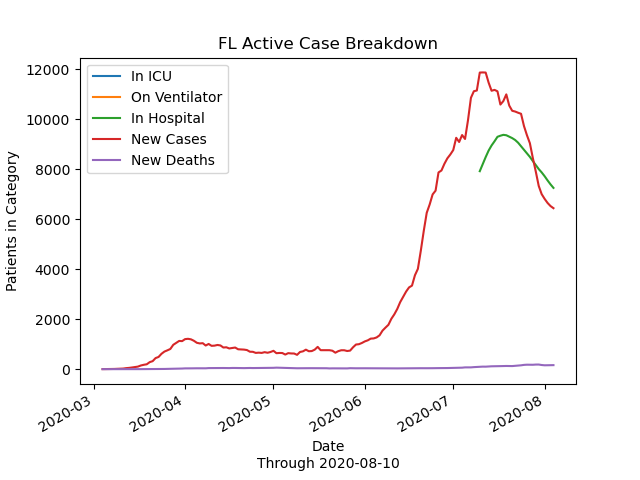 FL Active Case Breakdown
In ICU
On Ventilator
In Hospital
New Cases
New Deaths
Patients in Category
12000
10000
8000
6000
4000
2000
0
2020-03
2020-04
2020-05
2020-06
2020-07
2020-08
Date
Through 2020-08-10